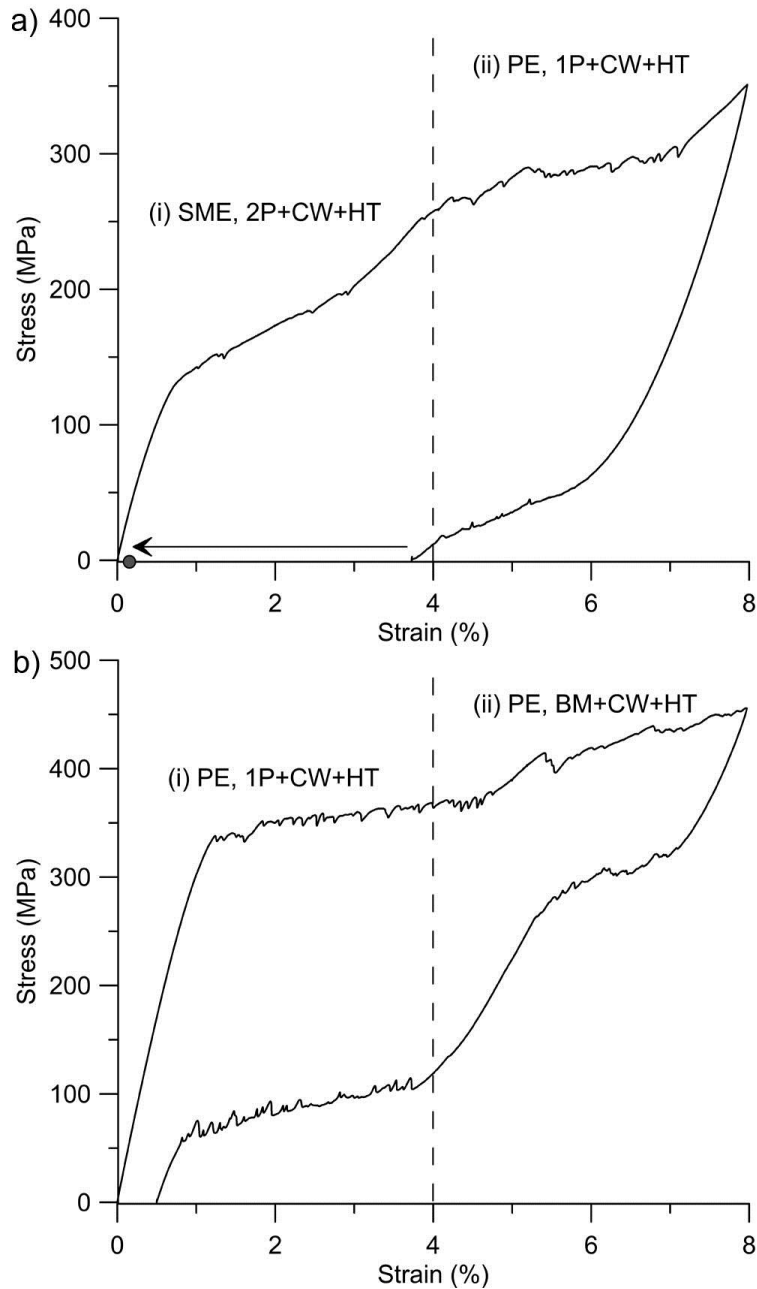 a)
400
300
200
100
0
Stress (MPa)
(i) SME, 2P+CW+HT
(ii) PE, 1P+CW+HT
0 2 4 6 8
Strain (%)
b)
500
400
300
200
100
0
Stress (MPa)
(i) PE, 1P+CW+HT
(ii) PE, BM+CW+HT
0 2 4 6 8
Strain (%)